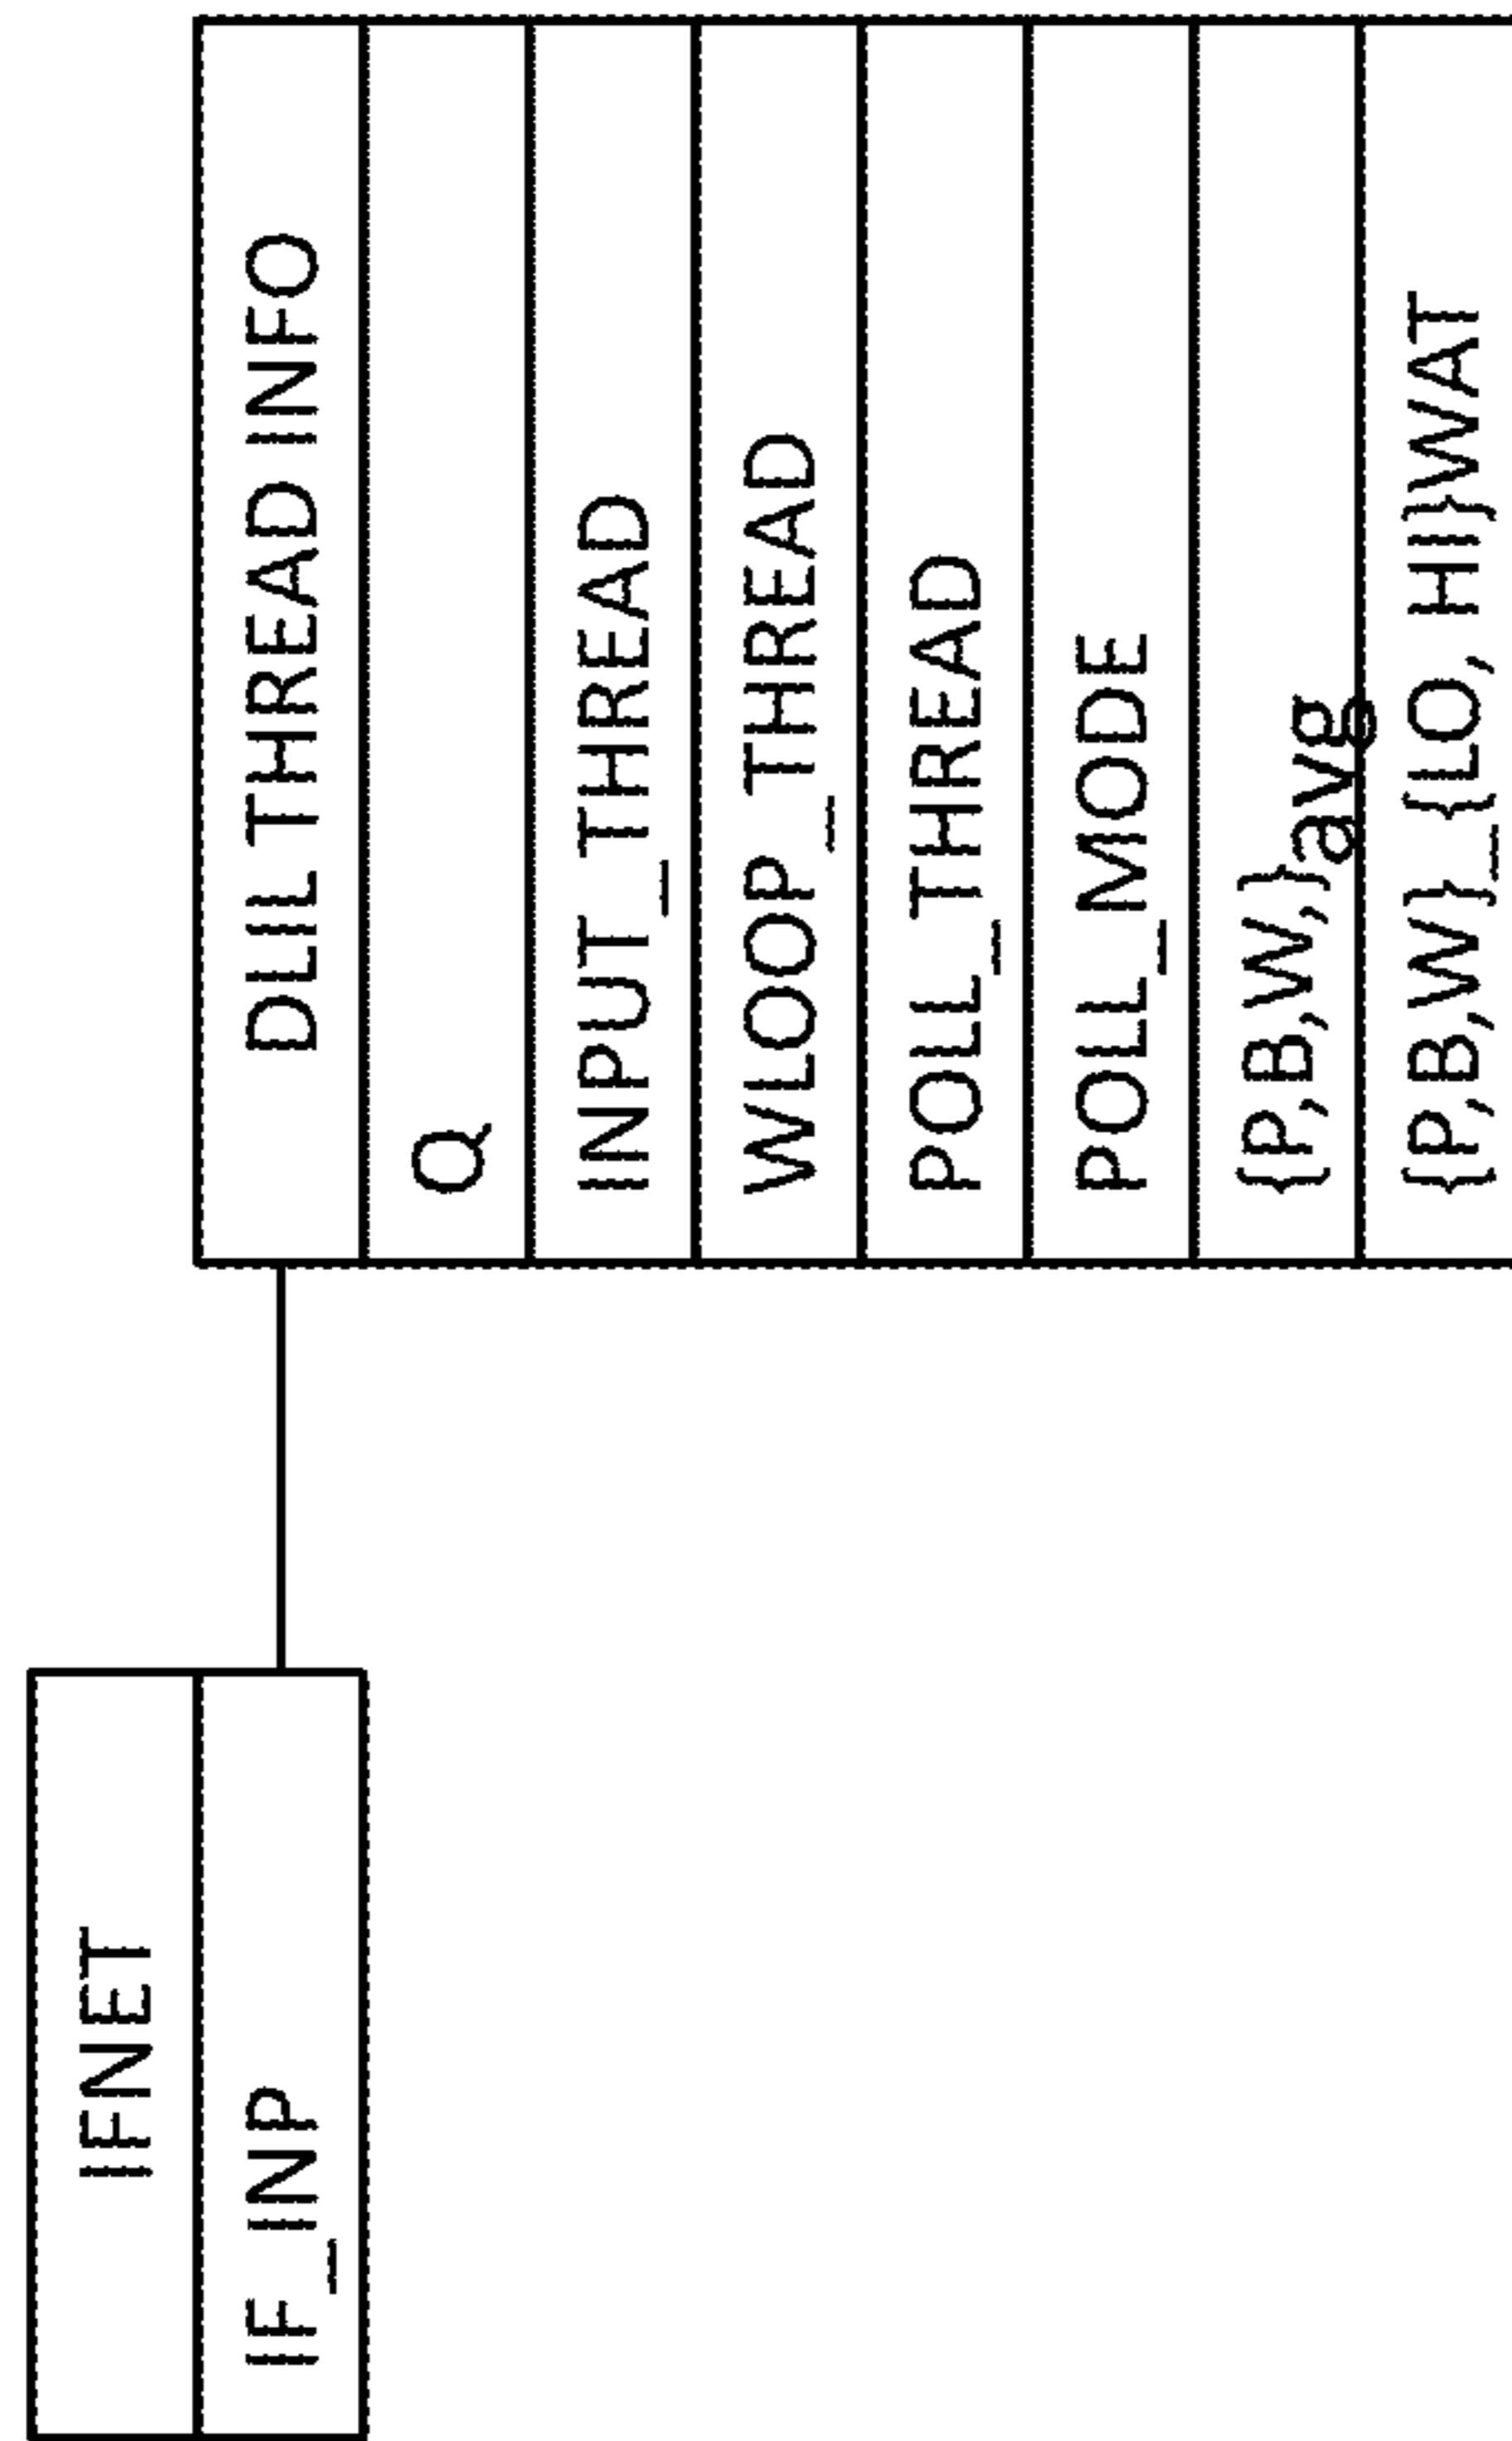 IFNET
IF_INP
DLIL THREAD INFO
Q
INPUT_THREAD
WLOOP_THREAD
POLL_THREAD
POLL_MODE
{P,B,W,}avg
{P,B,W}_{LO, HI}WAT